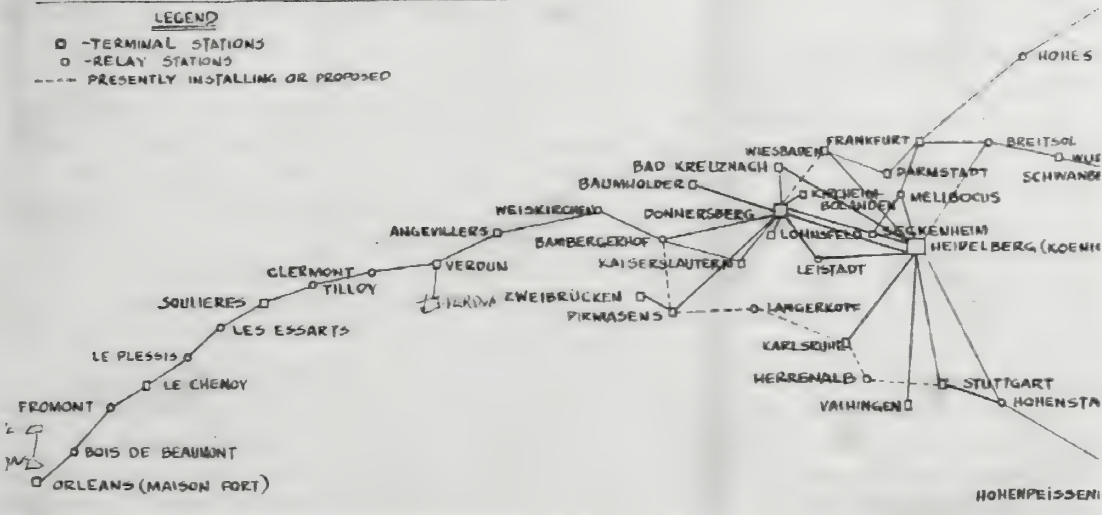 LEGEND
-TERMINAL STATIONS
-RELAY STATIONS
---- PRESENTLY INSTALLING OR PROPOSED
HOHES
FRANKFURT
BREITSOL
WIESBADEN
BAD KREUZNACH
DARMSTADT
SCHWANBE
BAUMHOLDER
KIRCHEIM-
BOLANDEN
MELIBOCUS
WEISKIRCHEN
DONNERSBERG
ANGEVILLERS
BAMBERGERHOF
LOHNSFELD
SECKENHEIM
HEIDELBERG (KOENI
VERDUN
KAISERSLAUTERN
LEISTADT
CLERMONT
TILLOY
ZWEIBRÜCKEN
LANGERKOPF
SOULIERES
PIRMASENS
LES ESSARTS
KARLSRUHE
LE PLESSIS
LE CHENOY
HERRENALB
STUTTGART
FROMONT
VAIHINGEN
HOHENSTA
BOIS DE BEAUMONT
ORLEANS (MAISON FORT)
HOHENPEISSEN